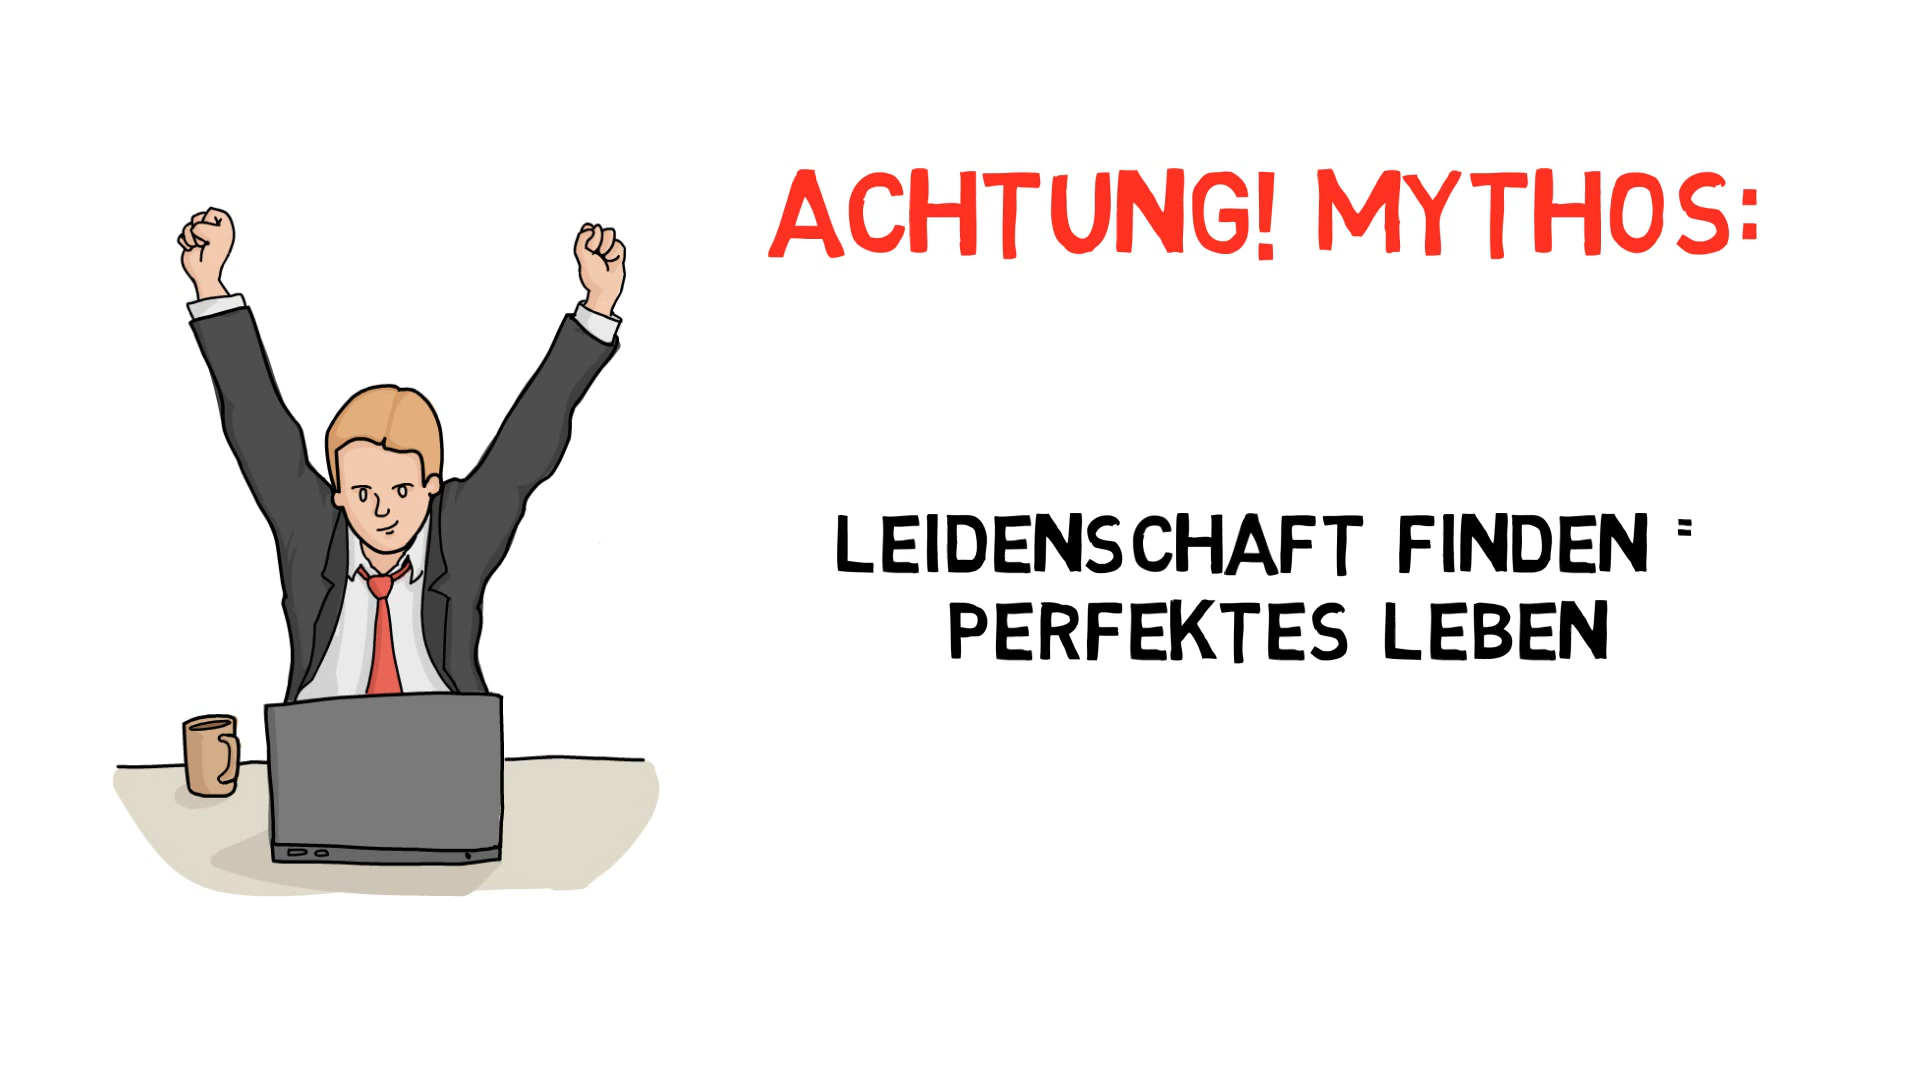 ACHTUNG! MYTHOS:
LEIDENSCHAFT FINDEN =
PERFEKTES LEBEN